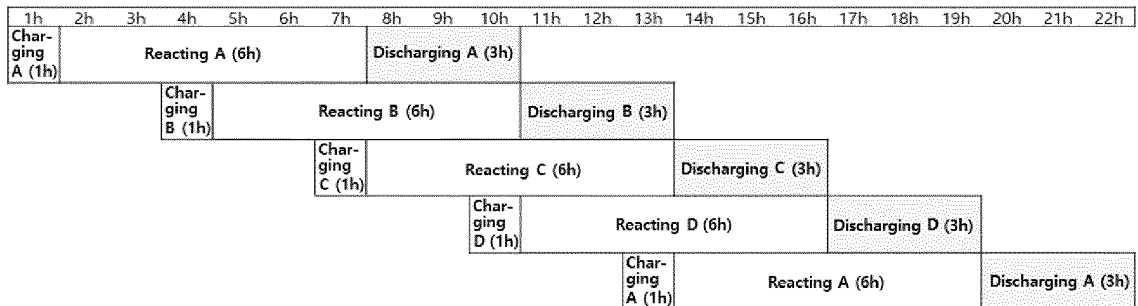 1h 2h 3h 4h 5h 6h 7h 8h 9h 10h 11h 12h 13h 14h 15h 16h 17h 18h 19h 20h 21h 22h
Char-
ging
A (1h)
Reacting A (6h)
Discharging A (3h)
Char-
ging
B (1h)
Reacting B (6h)
Discharging B (3h)
Char-
ging
C (1h)
Reacting C (6h)
Discharging C (3h)
Char-
ging
D (1h)
Reacting D (6h)
Discharging D (3h)
Char-
ging
A (1h)
Reacting A (6h)
Discharging A (3h)